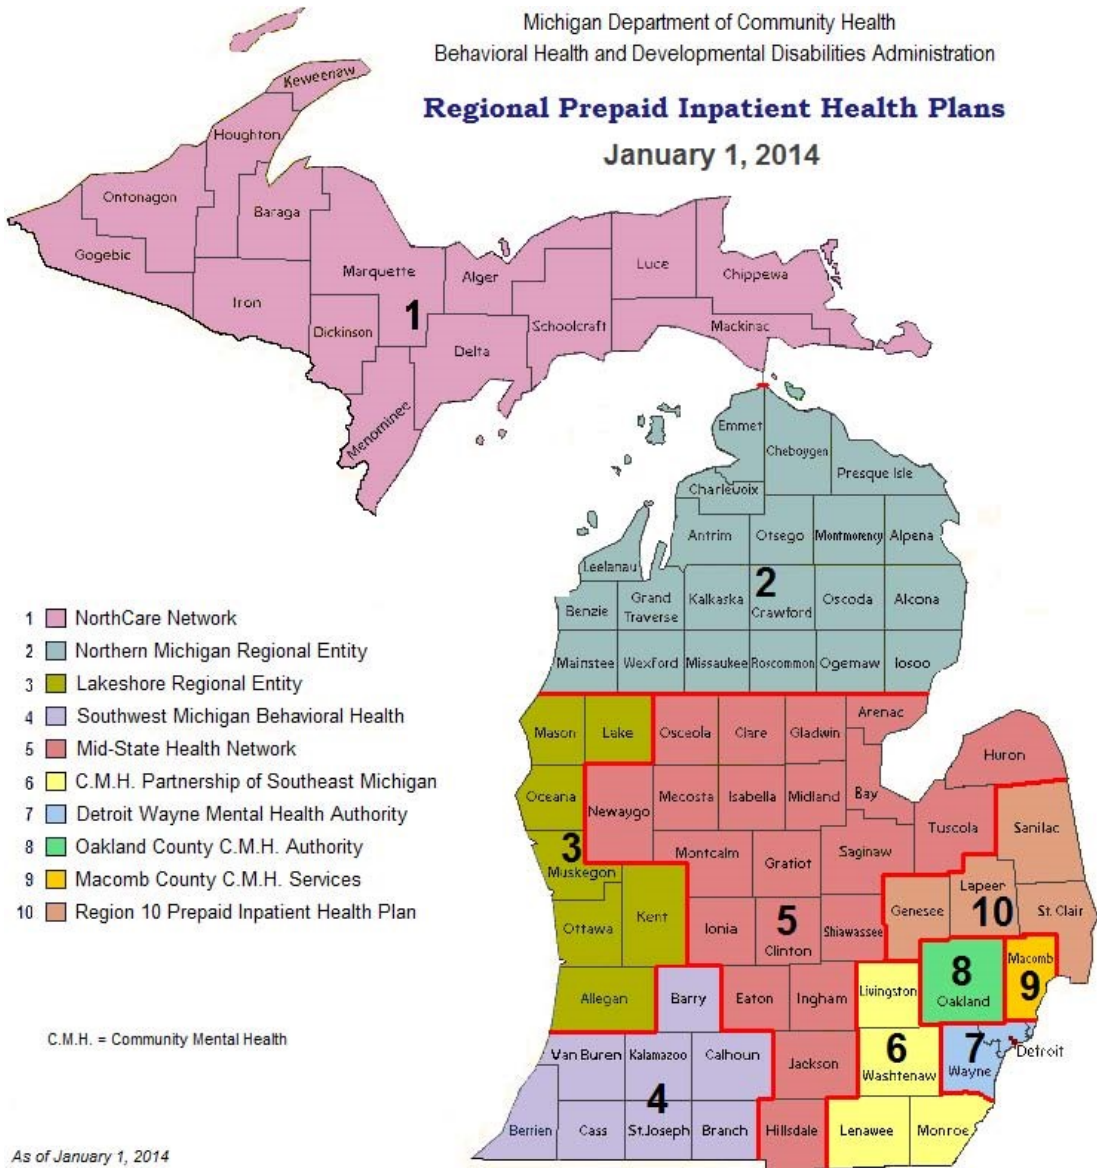 Michigan Department of Community Health
Behavioral Health and Developmental Disabilities Administration
Regional Prepaid Inpatient Health Plans
January 1, 2014
Keweenaw
Houghton
Ontonagon
Baraga
Gogebic
Marquette
Alger
Luce
Chippewa
Iron
1
Dickinson
Schoolcraft
Mackinac
Delta
Menominee
Emmet
Cheboygen
Presque Isle
Charlevoix
Antrim
Otsego
Montmorency
Alpena
Leelanau
2
Benzie
Grand
Traverse
Kalkaska
Crawford
Oscoda
Alcona
Mainstee
Wexford
Missaukee
Roscommon
Ogemaw
Iosoo
1 NorthCare Network
2 Northern Michigan Regional Entity
3 Lakeshore Regional Entity
4 Southwest Michigan Behavioral Health
5 Mid-State Health Network
6 C.M.H. Partnership of Southeast Michigan
7 Detroit Wayne Mental Health Authority
8 Oakland County C.M.H. Authority
9 Macomb County C.M.H. Services
10 Region 10 Prepaid Inpatient Health Plan
Mason
Lake
Osceola
Clare
Gladwin
Arenac
Huron
Oceana
Newaygo
Mecosta
Isabella
Midland
Bay
Tuscola
Sanilac
3
Muskegon
Montcalm
Gratiot
Saginaw
Lapeer
Ottawa
Kent
Ionia
5
Clinton
Shiawassee
Genesee
10
St. Clair
Allegan
Barry
Eaton
Ingham
Livingston
8
Oakland
Macomb
9
Van Buren
Kalamazoo
Calhoun
Jackson
6
Washtenaw
7
Wayne
Detroit
4
Berrien
Cass
St.Joseph
Branch
Hillsdale
Lenawee
Monroe
C.M.H. = Community Mental Health
As of January 1, 2014